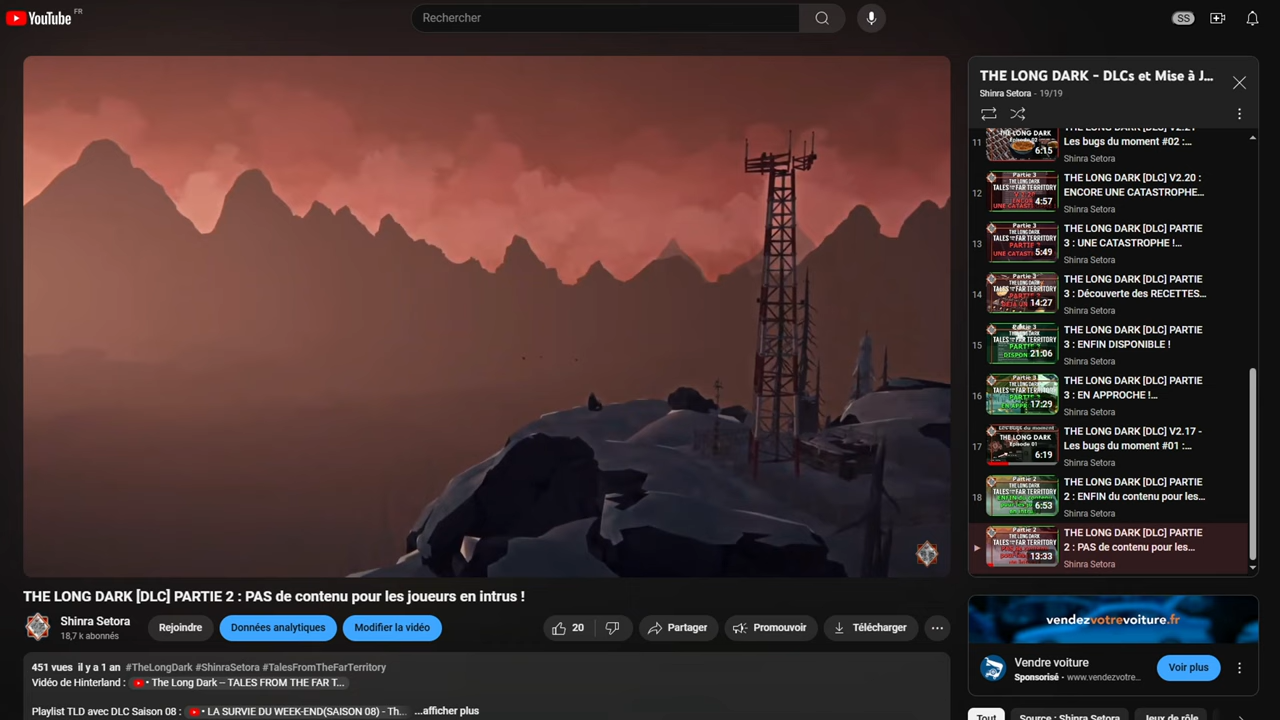 YouTube FR
Rechercher
SS
THE LONG DARK - DLCs et Mise à J...
Shinra Setora - 19/19
11
6:15
Les bugs du moment #02 :...
Shinra Setora
12
4:57
THE LONG DARK [DLC] V2.20 :
ENCORE UNE CATASTROPHE...
Shinra Setora
13
5:49
THE LONG DARK [DLC] PARTIE
3 : UNE CATASTROPHE !...
Shinra Setora
14
14:27
THE LONG DARK [DLC] PARTIE
3 : Découverte des RECETTES...
Shinra Setora
15
21:06
THE LONG DARK [DLC] PARTIE
3 : ENFIN DISPONIBLE !
Shinra Setora
16
17:29
THE LONG DARK [DLC] PARTIE
3 : EN APPROCHE !...
Shinra Setora
17
6:19
THE LONG DARK [DLC] V2.17 -
Les bugs du moment #01 :...
Shinra Setora
18
6:53
THE LONG DARK [DLC] PARTIE
2 : ENFIN du contenu pour les...
Shinra Setora
13:33
THE LONG DARK [DLC] PARTIE
2 : PAS de contenu pour les...
Shinra Setora
THE LONG DARK [DLC] PARTIE 2 : PAS de contenu pour les joueurs en intrus !
Shinra Setora
18,7 k abonnés
Rejoindre
Données analytiques
Modifier la vidéo
20
Partager
Promouvoir
Télécharger
451 vues il y a 1 an #TheLongDark #ShinraSetora #TalesFromTheFarTerritory
Vidéo de Hinterland : • The Long Dark – TALES FROM THE FAR T...
Playlist TLD avec DLC Saison 08 : • LA SURVIE DU WEEK-END(SAISON 08) - Th... ...afficher plus
vendezvotrevoiture.fr
Vendre voiture
Sponsorisé • www.vendezvotre...
Voir plus
Tout
Source : Shinra Setora
Jeux de rôle